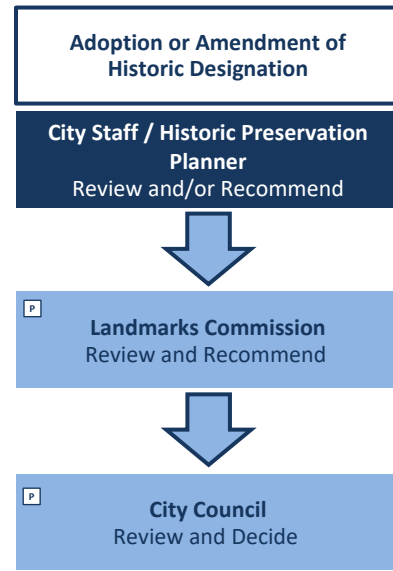 Adoption or Amendment of
Historic Designation
City Staff / Historic Preservation
Planner
Review and/or Recommend
P
Landmarks Commission
Review and Recommend
P
City Council
Review and Decide